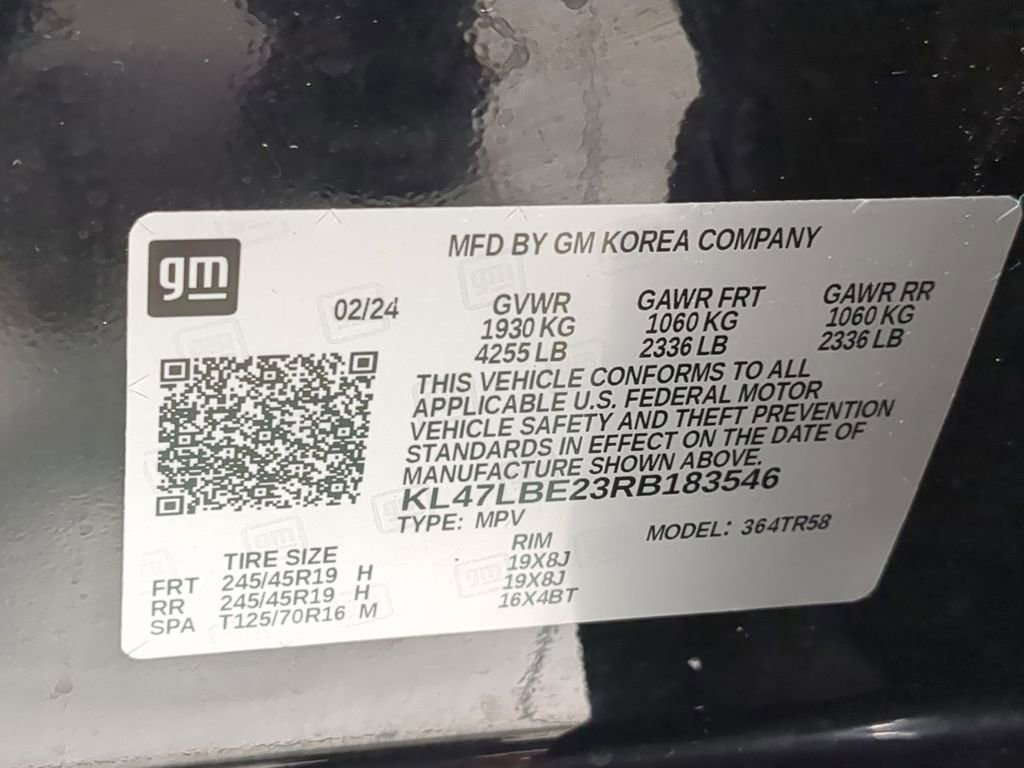 gm
MFD BY GM KOREA COMPANY
02/24 GVWR GAWR FRT GAWR RR
1930 KG 1060 KG 1060 KG
4255 LB 2336 LB 2336 LB
THIS VEHICLE CONFORMS TO ALL
APPLICABLE U.S. FEDERAL MOTOR
VEHICLE SAFETY AND THEFT PREVENTION
STANDARDS IN EFFECT ON THE DATE OF
MANUFACTURE SHOWN ABOVE.
KL47LBE23RB183546
TYPE: MPV MODEL: 364TR58
TIRE SIZE RIM
FRT 245/45R19 H 19X8J
RR 245/45R19 H 19X8J
SPA T125/70R16 M 16X4BT